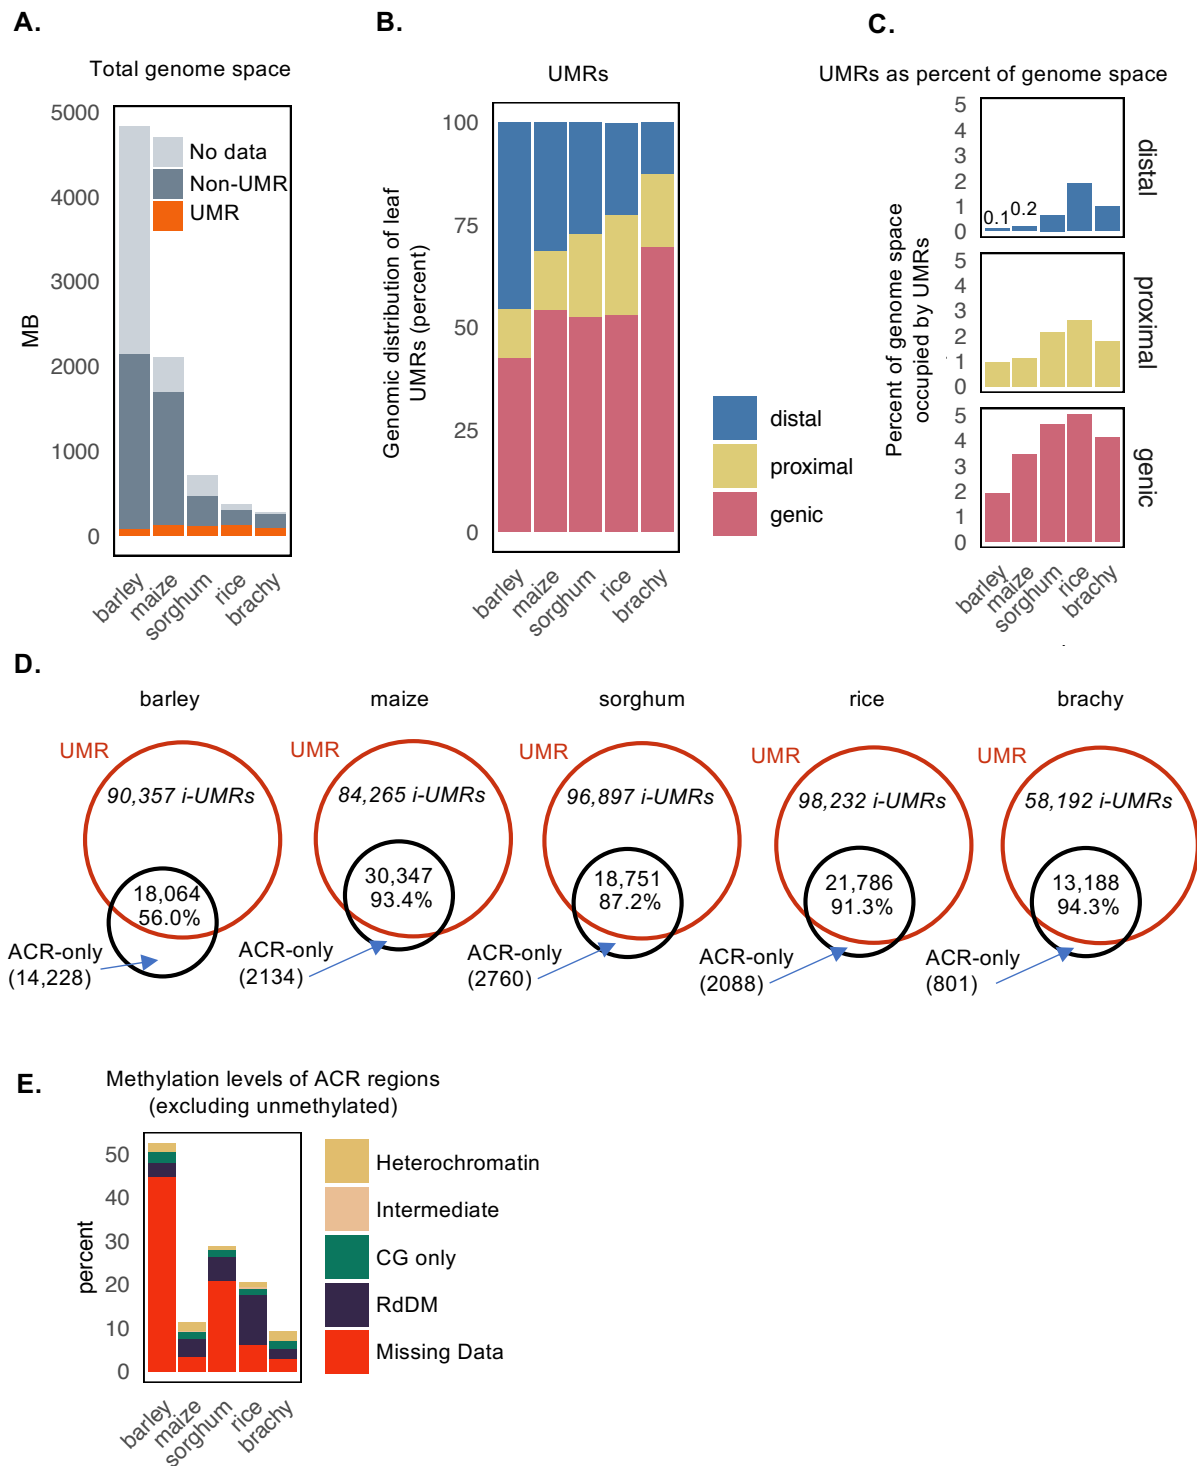 A.
Total genome space
5000
4000
3000
2000
1000
0
MB
No data
Non-UMR
UMR
barley
maize
sorghum
rice
brachy
B.
UMRs
100
75
50
25
0
Genomic distribution of leaf
UMRs (percent)
barley
maize
sorghum
rice
brachy
distal
proximal
genic
C.
UMRs as percent of genome space
Percent of genome space
occupied by UMRs
5
4
3
2
1
0
0.1
0.2
distal
5
4
3
2
1
0
proximal
5
4
3
2
1
0
genic
barley
maize
sorghum
rice
brachy
D.
barley
UMR
90,357 i-UMRs
18,064
56.0%
ACR-only
(14,228)
maize
UMR
84,265 i-UMRs
30,347
93.4%
ACR-only
(2134)
sorghum
UMR
96,897 i-UMRs
18,751
87.2%
ACR-only
(2760)
rice
UMR
98,232 i-UMRs
21,786
91.3%
ACR-only
(2088)
brachy
UMR
58,192 i-UMRs
13,188
94.3%
ACR-only
(801)
E.
Methylation levels of ACR regions
(excluding unmethylated)
50
40
30
20
10
0
percent
barley
maize
sorghum
rice
brachy
Heterochromatin
Intermediate
CG only
RdDM
Missing Data